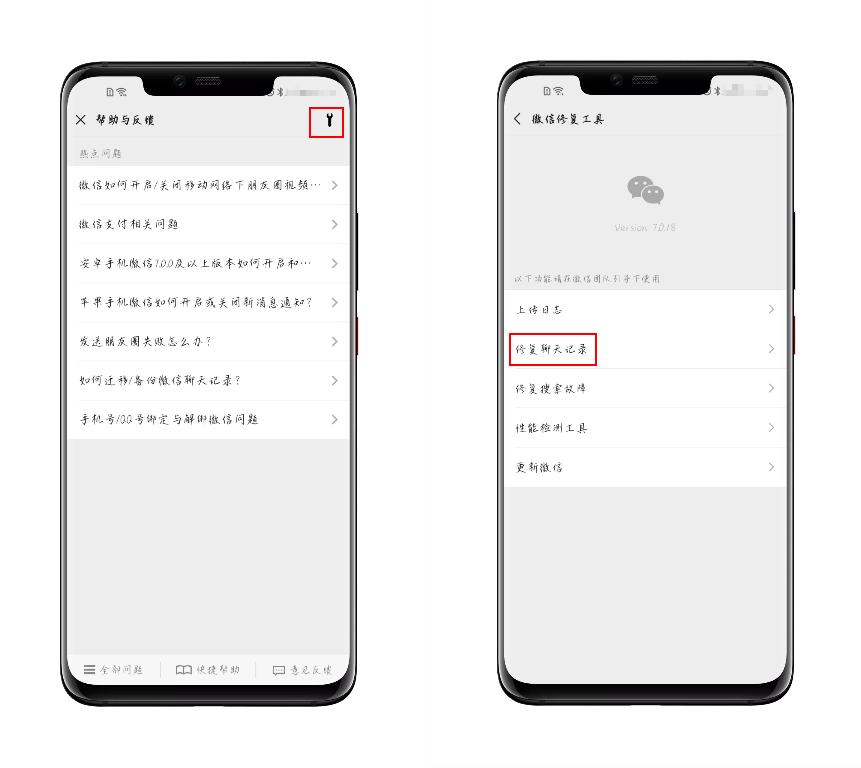 帮助与反馈
热点问题
微信如何开启/关闭移动网络下朋友圈视频…
微信支付相关问题
安卓手机微信7.0.0及以上版本如何开启和…
苹果手机微信如何开启或关闭新消息通知？
发送朋友圈失败怎么办？
如何迁移/备份微信聊天记录？
手机号/QQ号绑定与解绑微信问题
全部问题
快捷帮助
意见反馈
微信修复工具
Version 7.0.18
以下功能请在微信团队引导下使用
上传日志
修复聊天记录
修复搜索故障
性能检测工具
更新微信